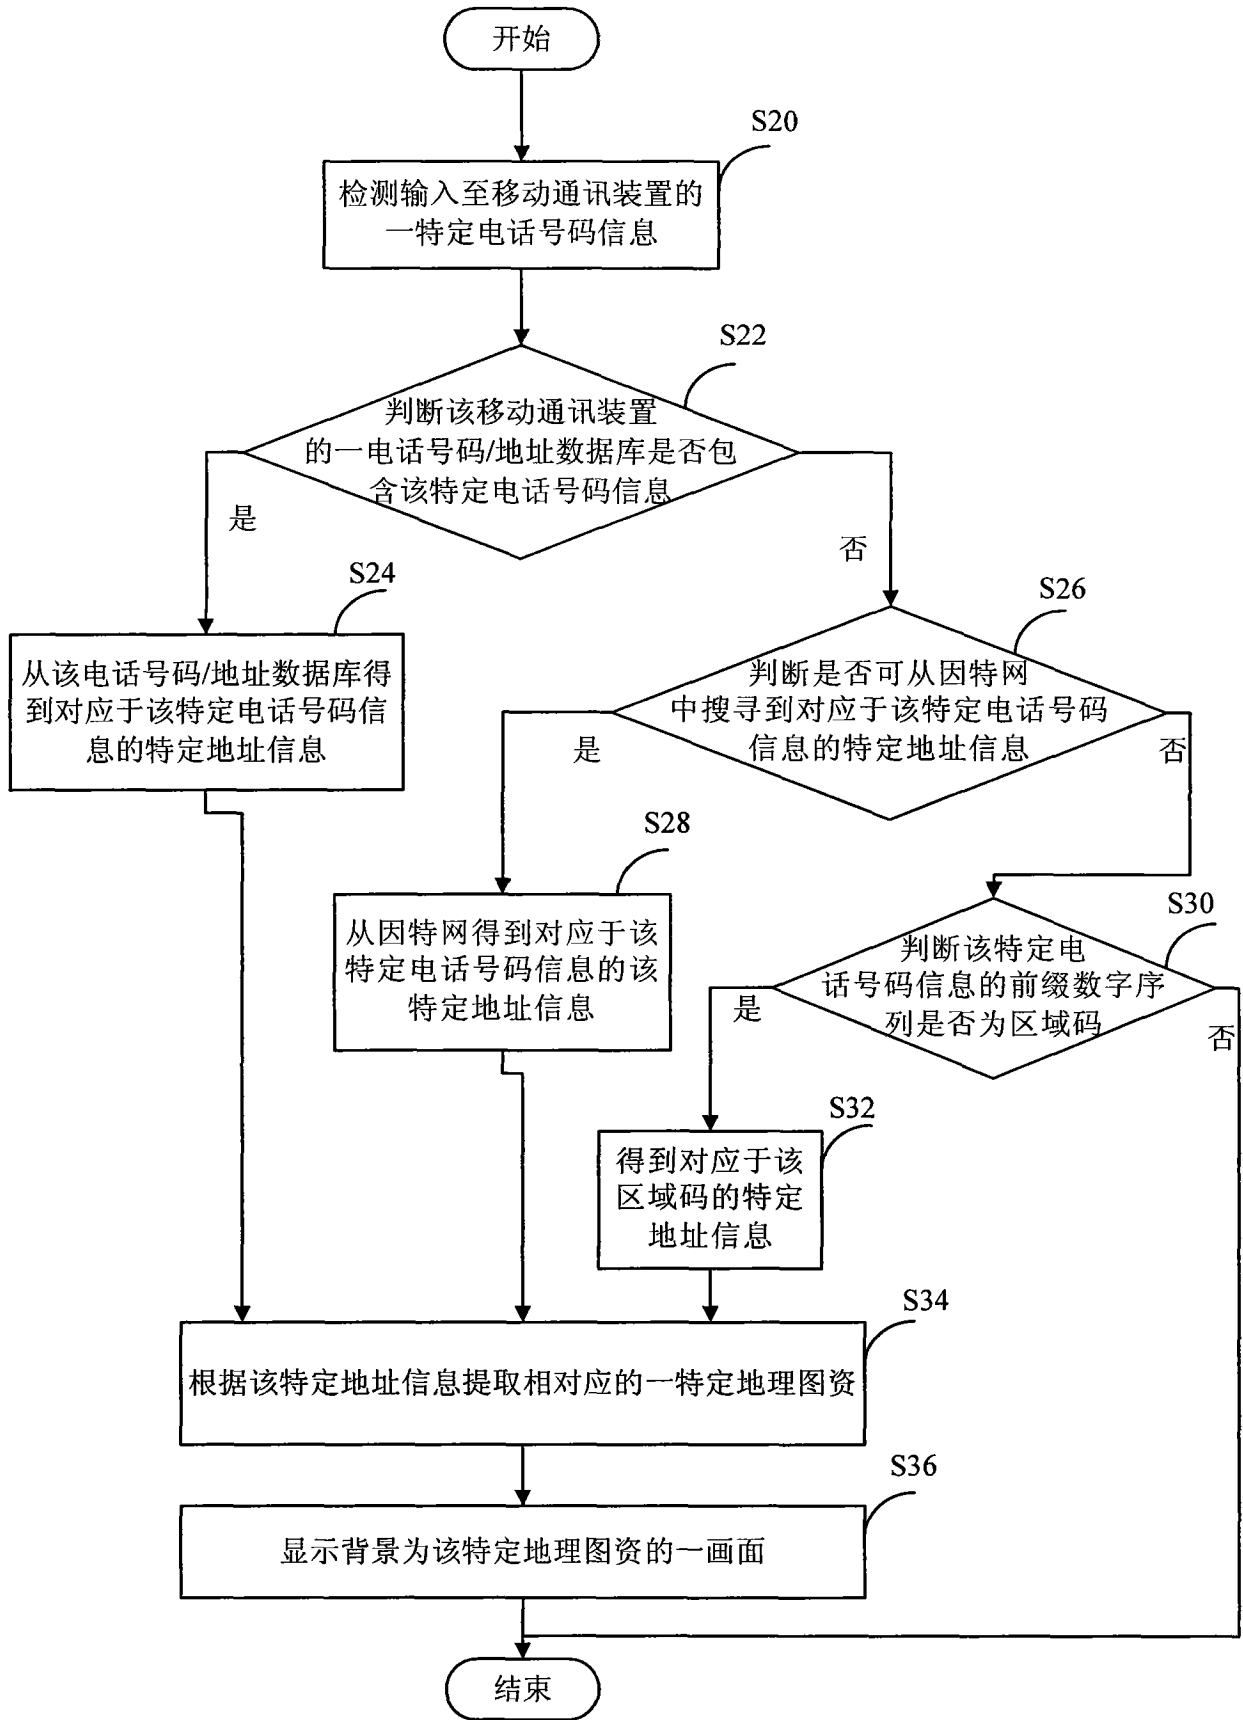 开始
S20
检测输入至移动通讯装置的
一特定电话号码信息
S22
判断该移动通讯装置
的一电话号码/地址数据库是否包
含该特定电话号码信息
是
否
S24
从该电话号码/地址数据库得
到对应于该特定电话号码信
息的特定地址信息
S26
判断是否可从因特网
中搜寻到对应于该特定电话号码
信息的特定地址信息
是
否
S28
从因特网得到对应于该
特定电话号码信息的该
特定地址信息
S30
判断该特定电
话号码信息的前缀数字序
列是否为区域码
是
否
S32
得到对应于该
区域码的特定
地址信息
S34
根据该特定地址信息提取相对应的一特定地理图资
S36
显示背景为该特定地理图资的一画面
结束